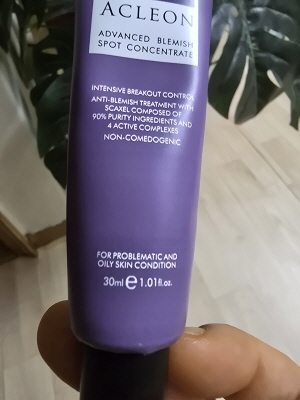 ACLEON
ADVANCED BLEMISH
SPOT CONCENTRATE
INTENSIVE BREAKOUT CONTROL
ANTI-BLEMISH TREATMENT WITH
SCAXEL COMPOSED OF
90% PURITY INGREDIENTS AND
4 ACTIVE COMPLEXES
NON-COMEDOGENIC
FOR PROBLEMATIC AND
OILY SKIN CONDITION
30ml e 1.01fl.oz.